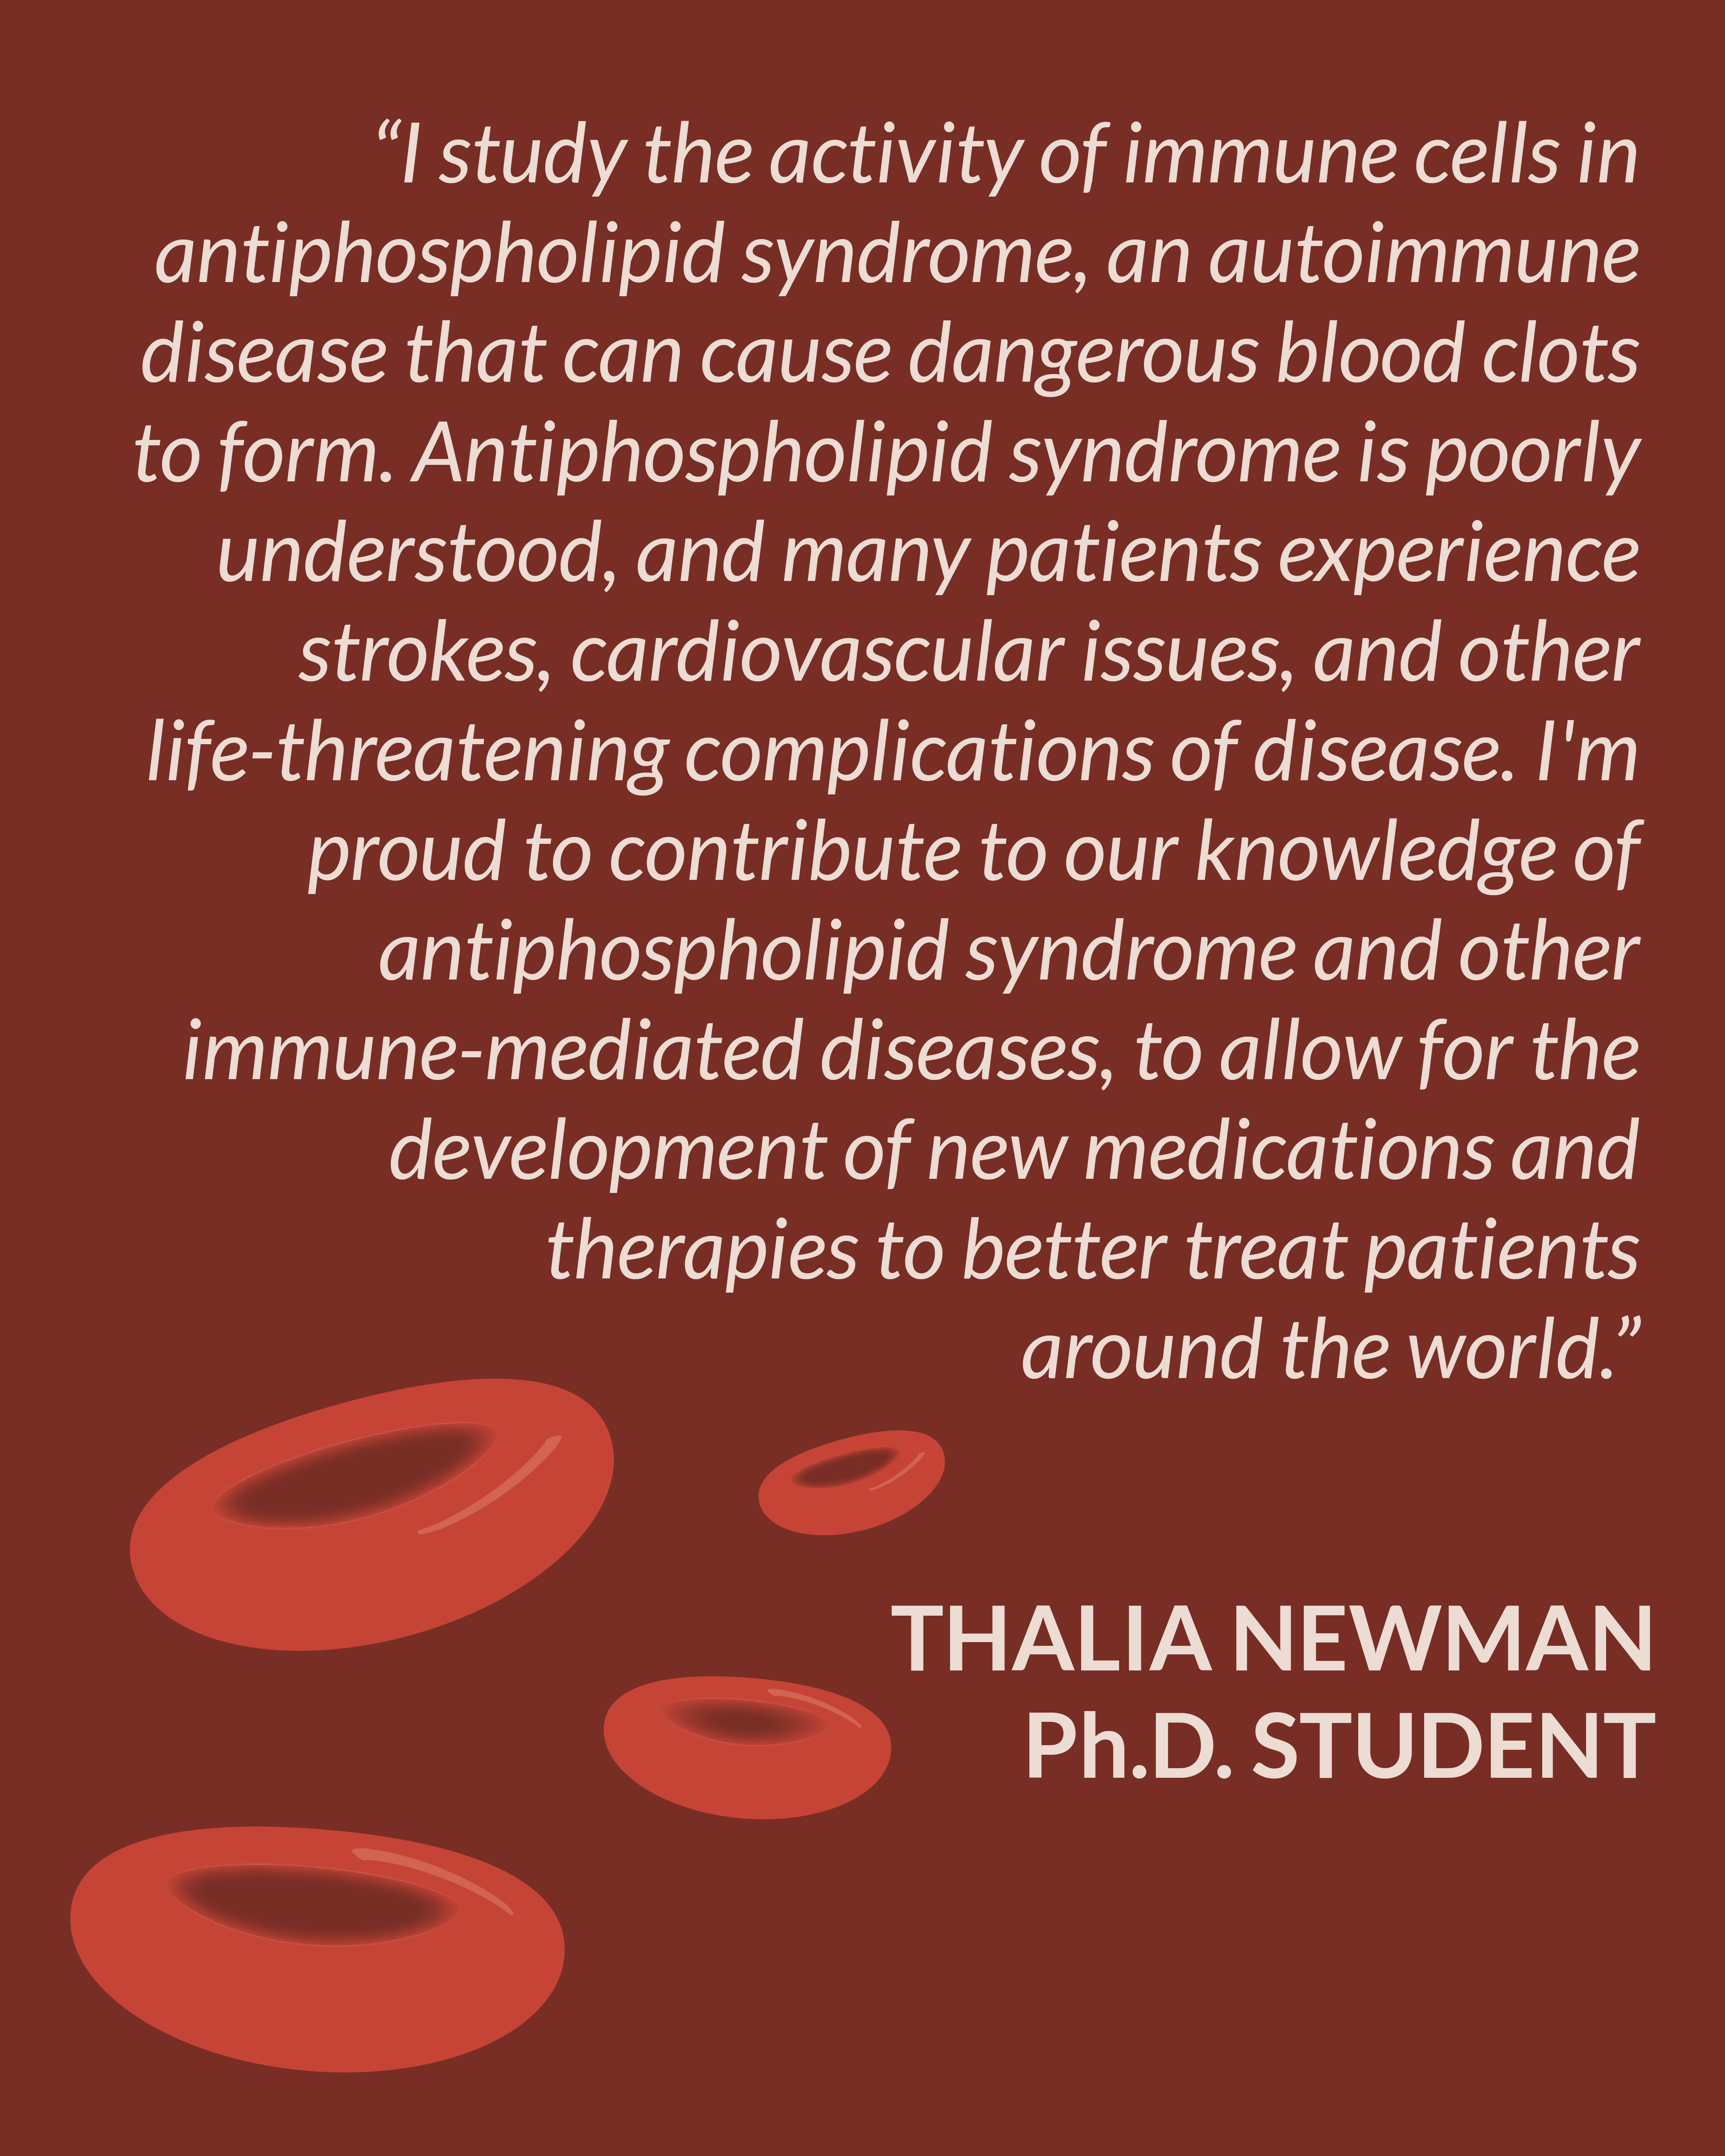 “I study the activity of immune cells in
antiphospholipid syndrome, an autoimmune
disease that can cause dangerous blood clots
to form. Antiphospholipid syndrome is poorly
understood, and many patients experience
strokes, cardiovascular issues, and other
life-threatening complications of disease. I'm
proud to contribute to our knowledge of
antiphospholipid syndrome and other
immune-mediated diseases, to allow for the
development of new medications and
therapies to better treat patients
around the world.”
THALIA NEWMAN
Ph.D. STUDENT